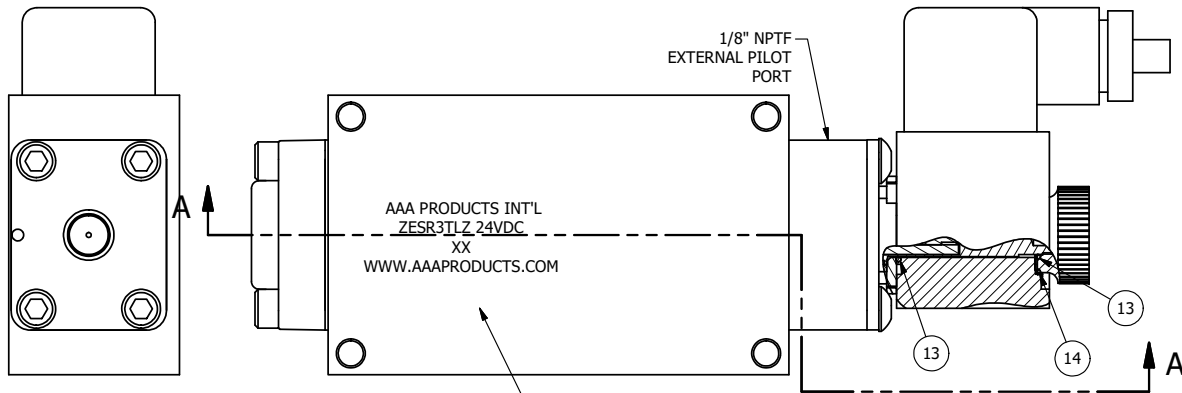 1/8" NPTF
EXTERNAL PILOT
PORT
A
AAA PRODUCTS INT'L
ZESR3TLZ 24VDC
XX
WWW.AAAPRODUCTS.COM
13
13
14
A